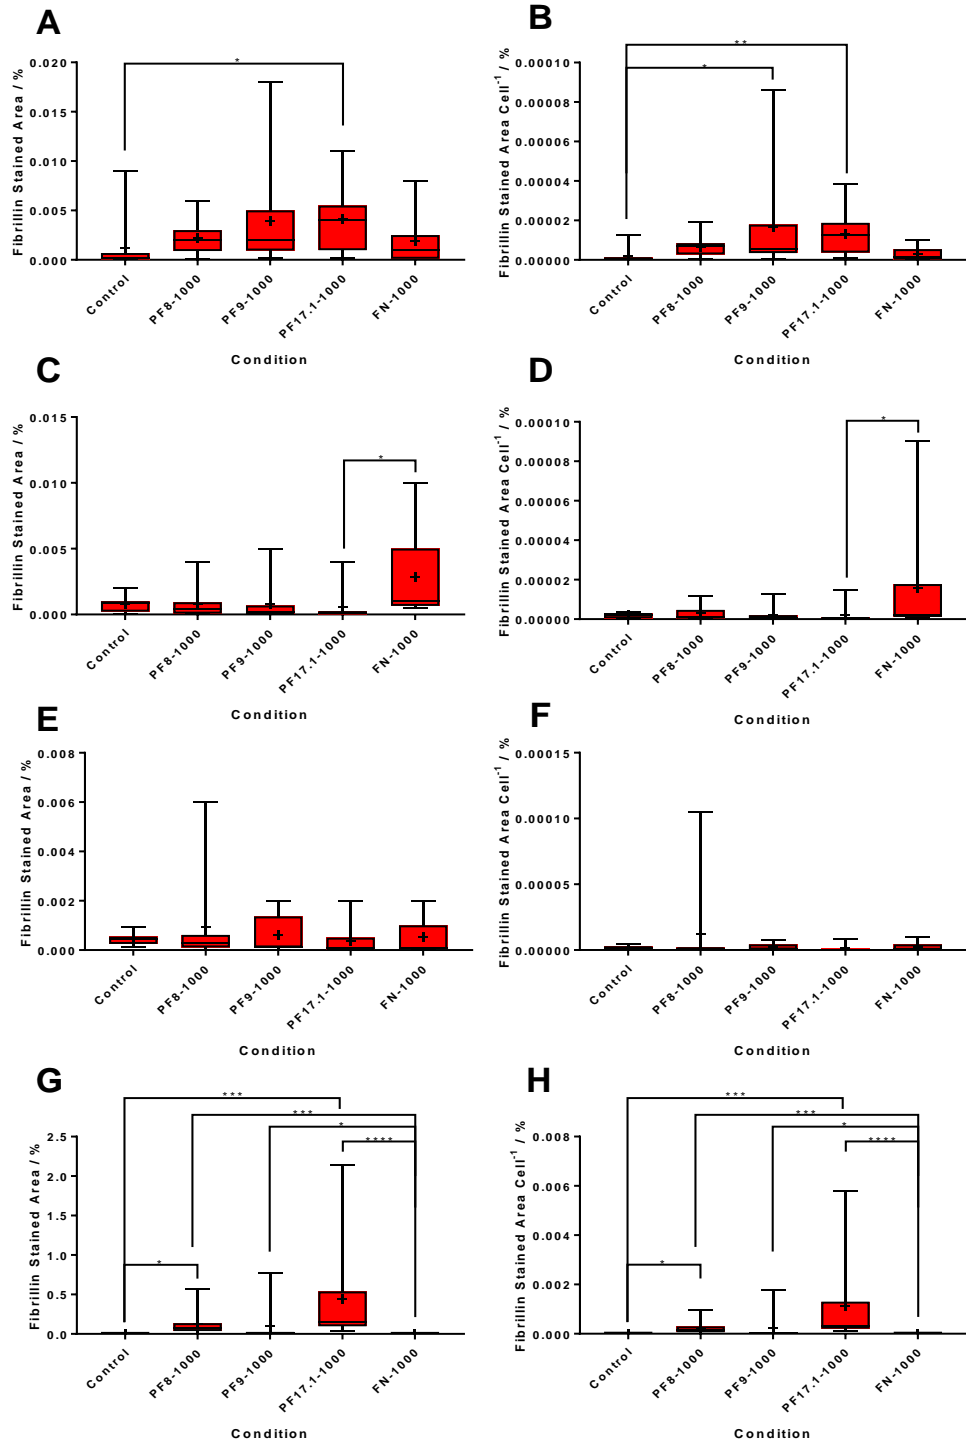 A
Fibrillin Stained Area / %
0.020
0.015
0.010
0.005
0.000
*
Control
PF8-1000
PF9-1000
PF17.1-1000
FN-1000
Condition
B
Fibrillin Stained Area Cell⁻¹ / %
0.00010
0.00008
0.00006
0.00004
0.00002
0.00000
**
*
Control
PF8-1000
PF9-1000
PF17.1-1000
FN-1000
Condition
C
Fibrillin Stained Area / %
0.015
0.010
0.005
0.000
*
Control
PF8-1000
PF9-1000
PF17.1-1000
FN-1000
Condition
D
Fibrillin Stained Area Cell⁻¹ / %
0.00010
0.00008
0.00006
0.00004
0.00002
0.00000
*
Control
PF8-1000
PF9-1000
PF17.1-1000
FN-1000
Condition
E
Fibrillin Stained Area / %
0.008
0.006
0.004
0.002
0.000
Control
PF8-1000
PF9-1000
PF17.1-1000
FN-1000
Condition
F
Fibrillin Stained Area Cell⁻¹ / %
0.00015
0.00010
0.00005
0.00000
Control
PF8-1000
PF9-1000
PF17.1-1000
FN-1000
Condition
G
Fibrillin Stained Area / %
2.5
2.0
1.5
1.0
0.5
0.0
***
***
*
****
*
Control
PF8-1000
PF9-1000
PF17.1-1000
FN-1000
Condition
H
Fibrillin Stained Area Cell⁻¹ / %
0.008
0.006
0.004
0.002
0.000
***
***
*
****
*
Control
PF8-1000
PF9-1000
PF17.1-1000
FN-1000
Condition